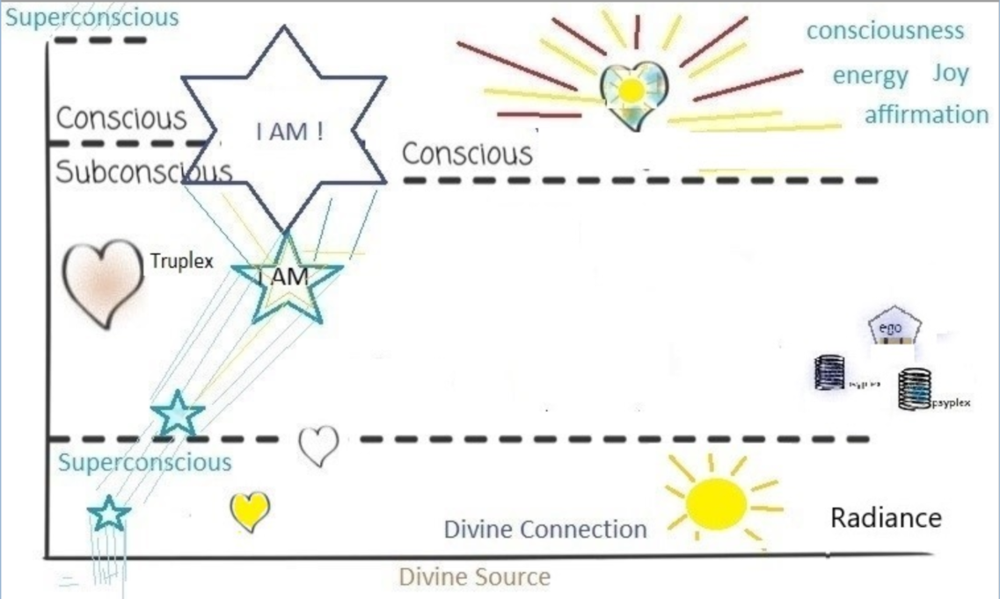 Superconscious
consciousness
energy Joy
affirmation
Conscious
I AM !
Conscious
Subconscious
Truplex
I AM
ego
psyplex
Superconscious
Divine Connection
Radiance
Divine Source